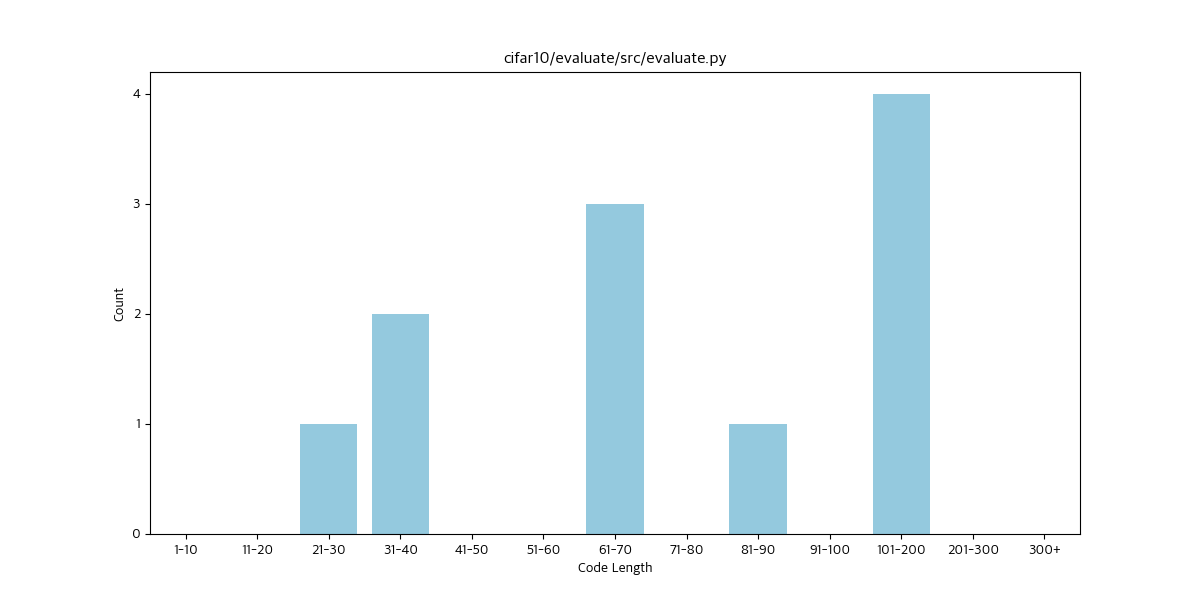 cifar10/evaluate/src/evaluate.py
4
3
2
1
0
Count
1-10 11-20 21-30 31-40 41-50 51-60 61-70 71-80 81-90 91-100 101-200 201-300 300+
Code Length